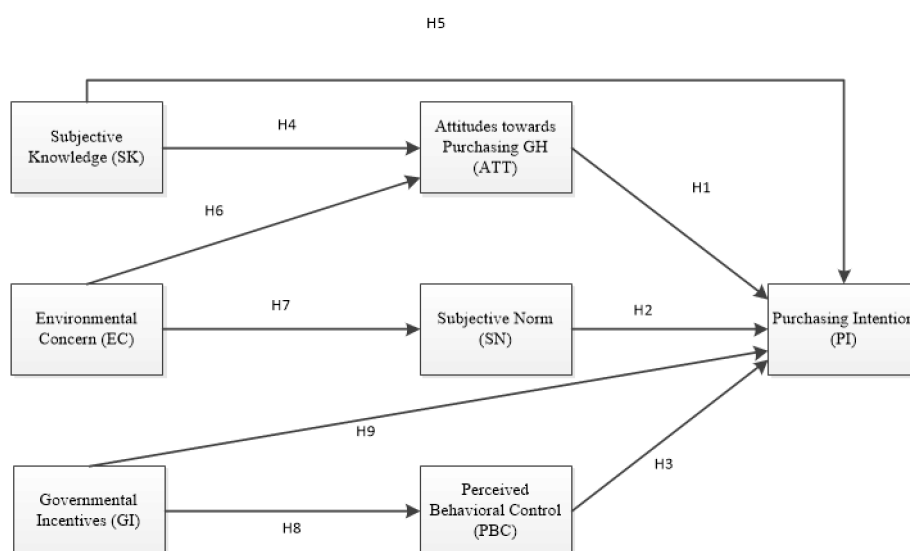 H5
Subjective
Knowledge (SK)
H4
Attitudes towards
Purchasing GH
(ATT)
H1
H6
Environmental
Concern (EC)
H7
Subjective Norm
(SN)
H2
Purchasing Intention
(PI)
H9
H3
Governmental
Incentives (GI)
H8
Perceived
Behavioral Control
(PBC)